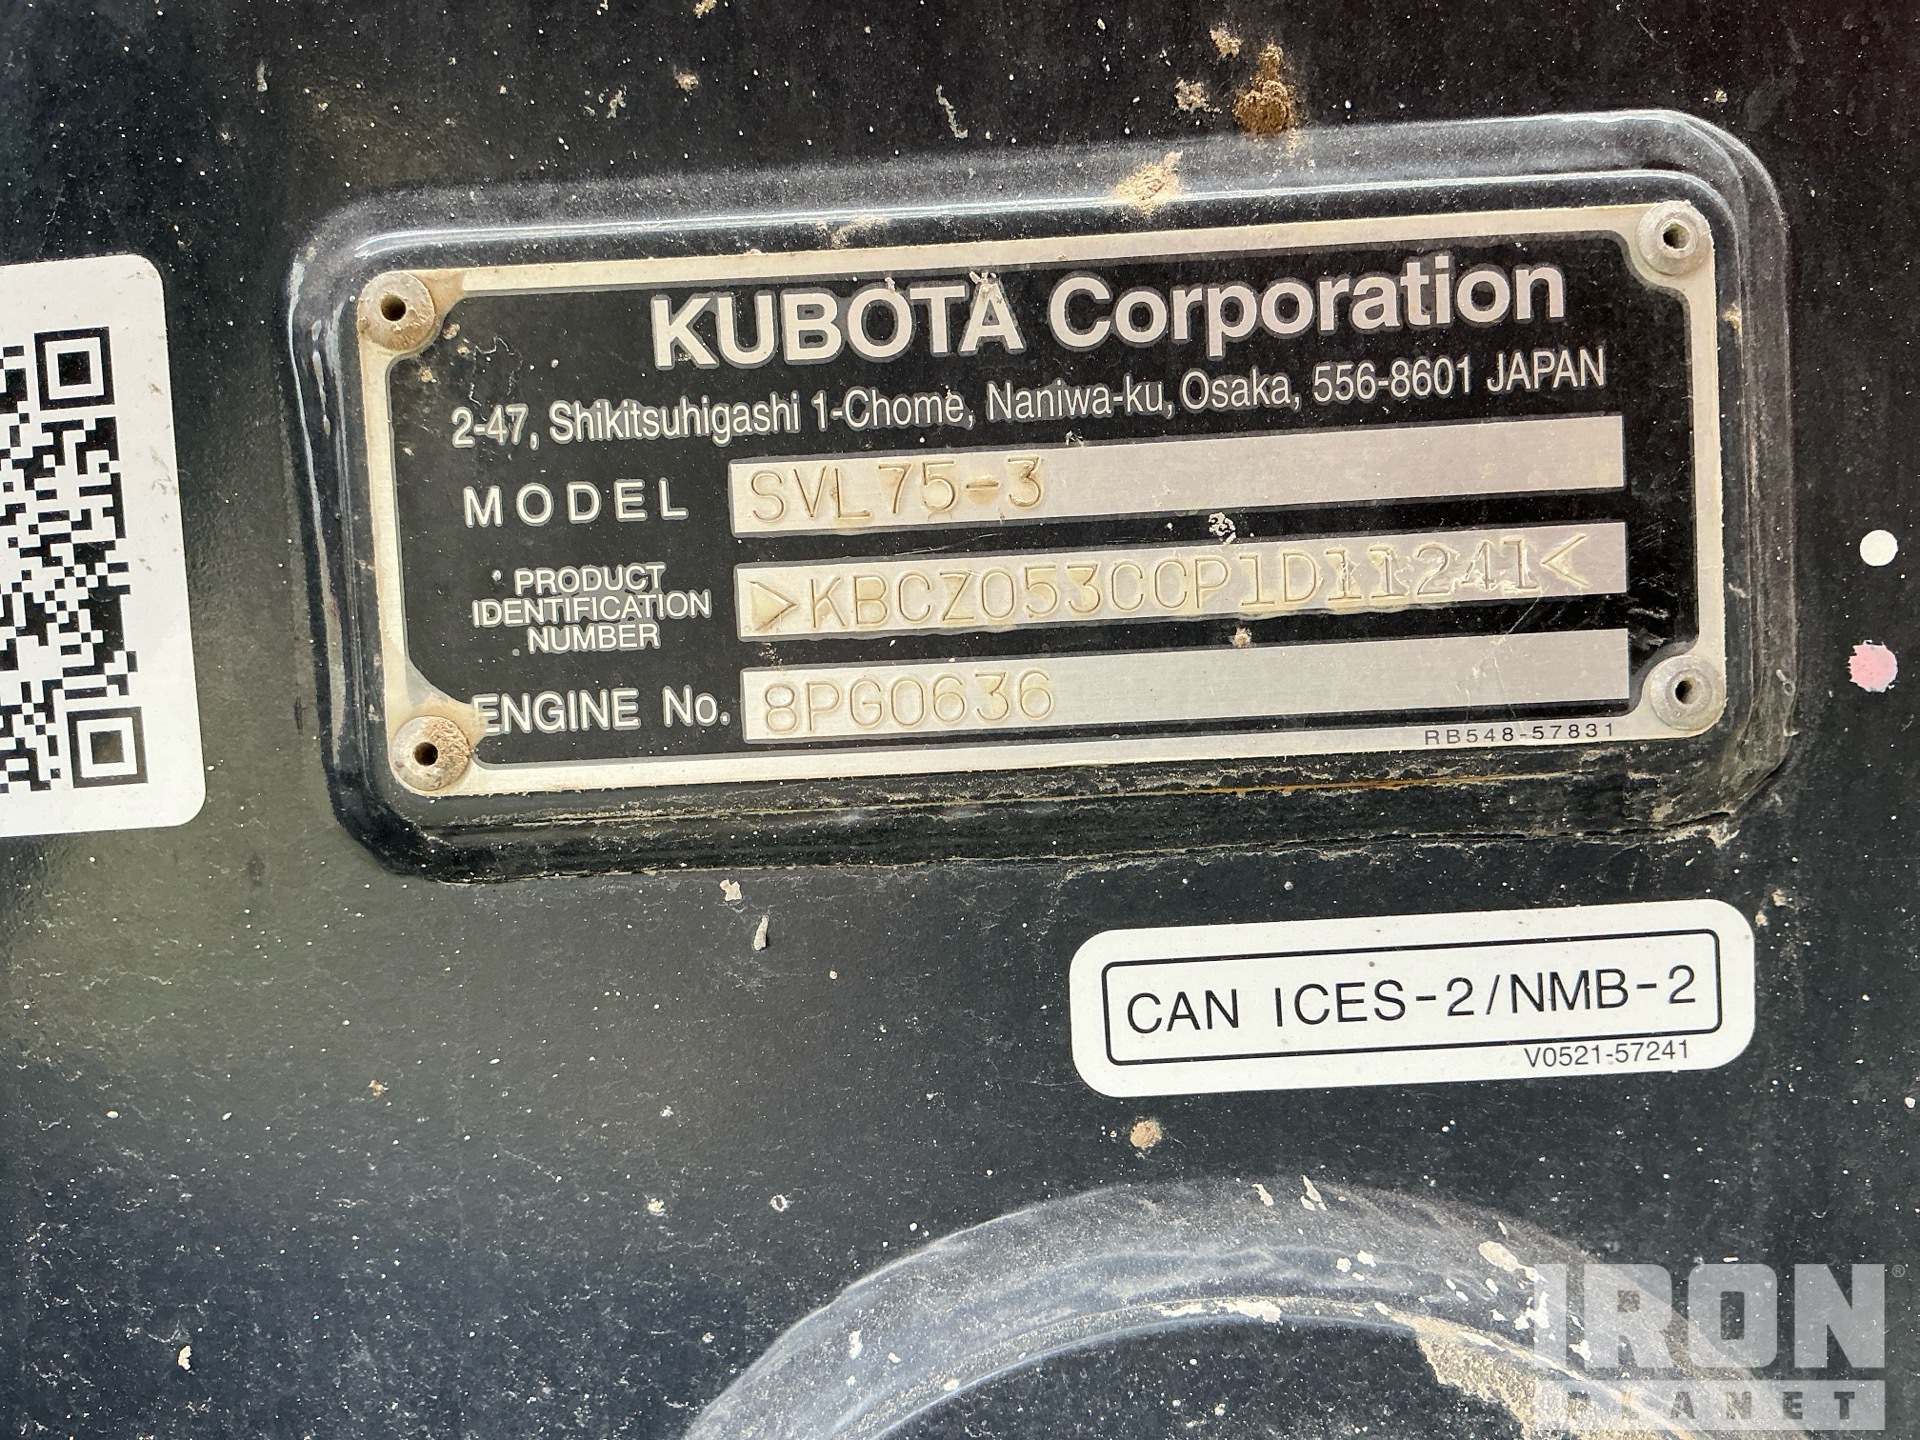 KUBOTA Corporation
2-47, Shikitsuhigashi 1-Chome, Naniwa-ku, Osaka, 556-8601 JAPAN
MODEL SVL75-3
PRODUCT
IDENTIFICATION
NUMBER
>KBCZ053CCP1D11241<
ENGINE No. 8PG0636
RB548-57831
CAN ICES-2/NMB-2
V0521-57241
IRON®
PLANET